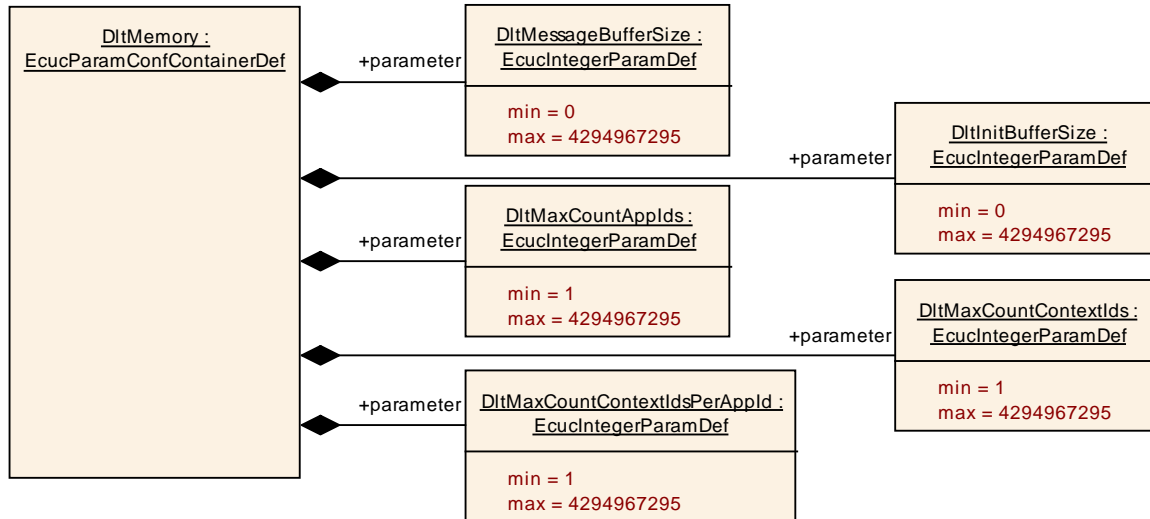 DltMemory :
EcucParamConfContainerDef
+parameter
DltMessageBufferSize :
EcucIntegerParamDef
min = 0
max = 4294967295
+parameter
DltInitBufferSize :
EcucIntegerParamDef
min = 0
max = 4294967295
+parameter
DltMaxCountAppIds :
EcucIntegerParamDef
min = 1
max = 4294967295
+parameter
DltMaxCountContextIds :
EcucIntegerParamDef
min = 1
max = 4294967295
+parameter
DltMaxCountContextIdsPerAppId :
EcucIntegerParamDef
min = 1
max = 4294967295